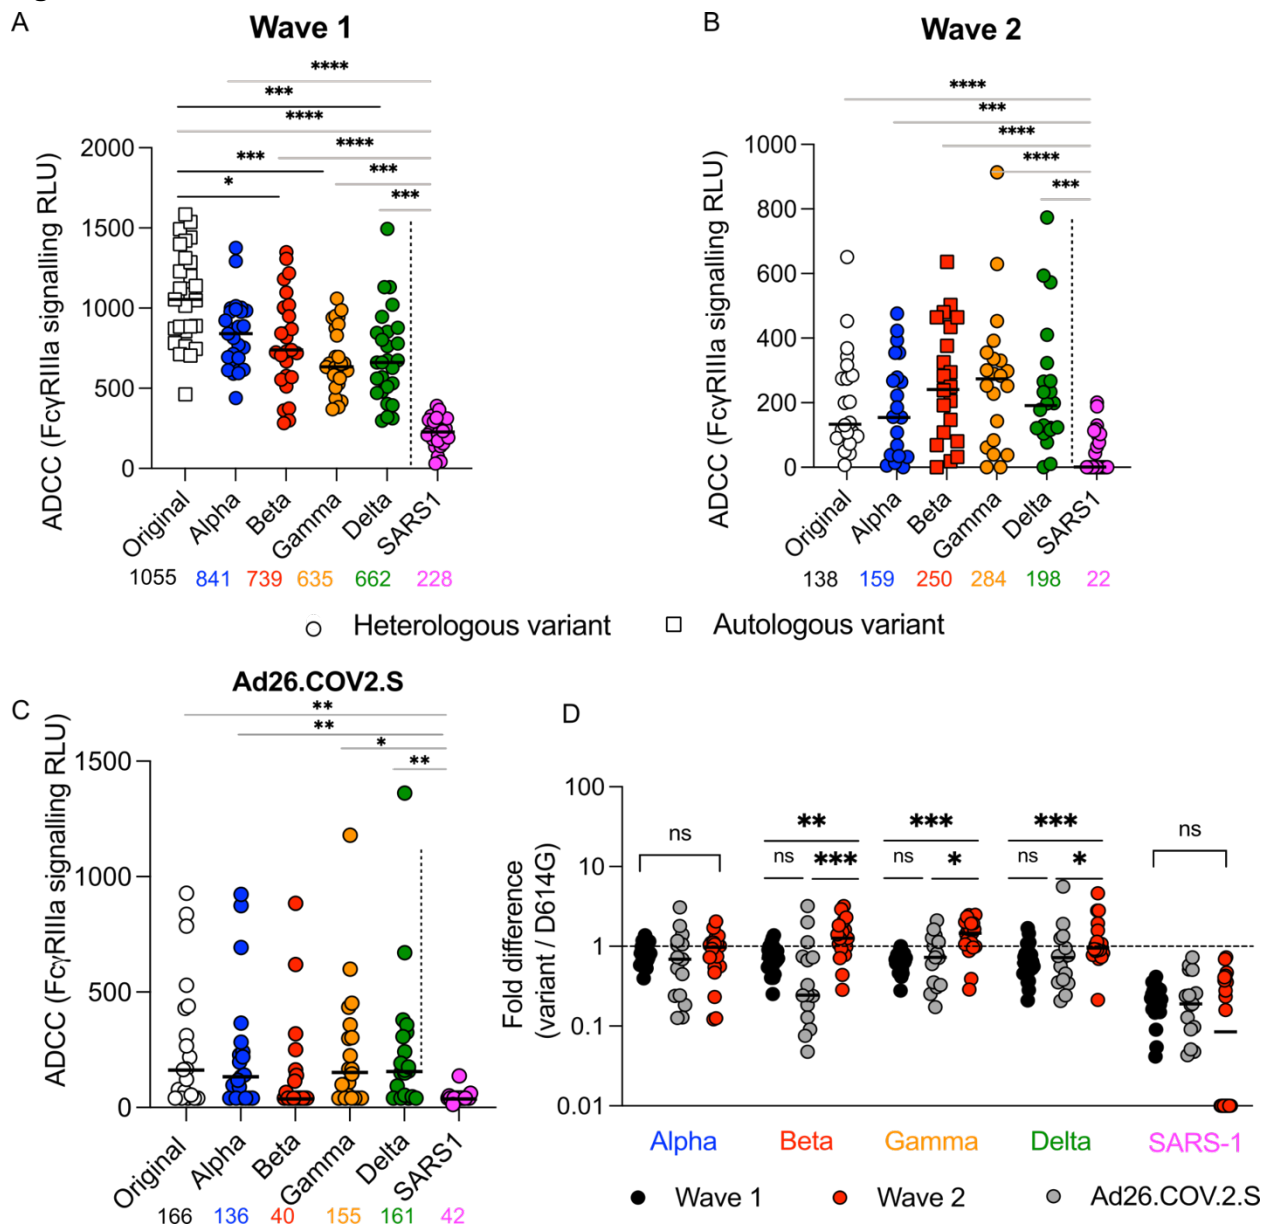 A
Wave 1
****
***
****
****
***
***
*
***
ADCC (FcγRIIIa signalling RLU)
2000
1500
1000
500
0
Original
Alpha
Beta
Gamma
Delta
SARS1
1055 841 739 635 662 228
B
Wave 2
****
***
****
****
***
ADCC (FcγRIIIa signalling RLU)
1000
800
600
400
200
0
Original
Alpha
Beta
Gamma
Delta
SARS1
138 159 250 284 198 22
Heterologous variant Autologous variant
C
Ad26.COV2.S
**
**
*
**
ADCC (FcγRIIIa signalling RLU)
1500
1000
500
0
Original
Alpha
Beta
Gamma
Delta
SARS1
166 136 40 155 161 42
D
Fold difference
(variant / D614G)
100
10
1
0.1
0.01
ns
**
ns ***
***
ns *
***
ns *
ns
Alpha Beta Gamma Delta SARS-1
Wave 1 Wave 2 Ad26.COV.2.S